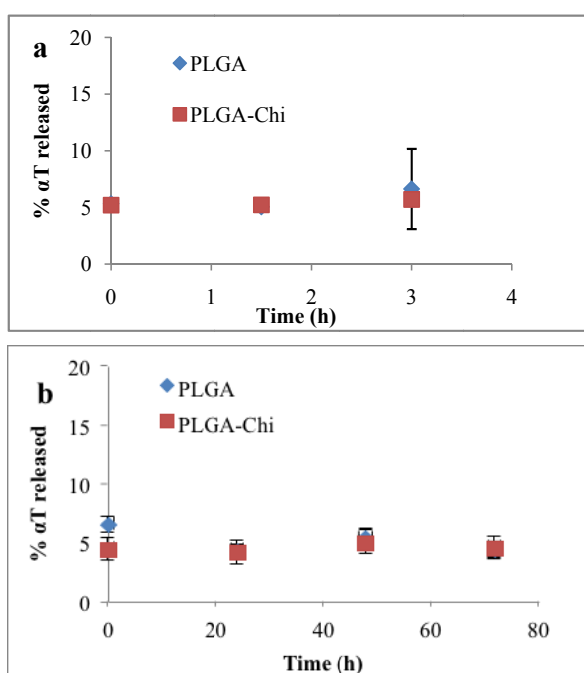 a
PLGA
PLGA-Chi
% αT released
20
15
10
5
0
0 1 2 3 4
Time (h)
b
PLGA
PLGA-Chi
% αT released
20
15
10
5
0
0 20 40 60 80
Time (h)